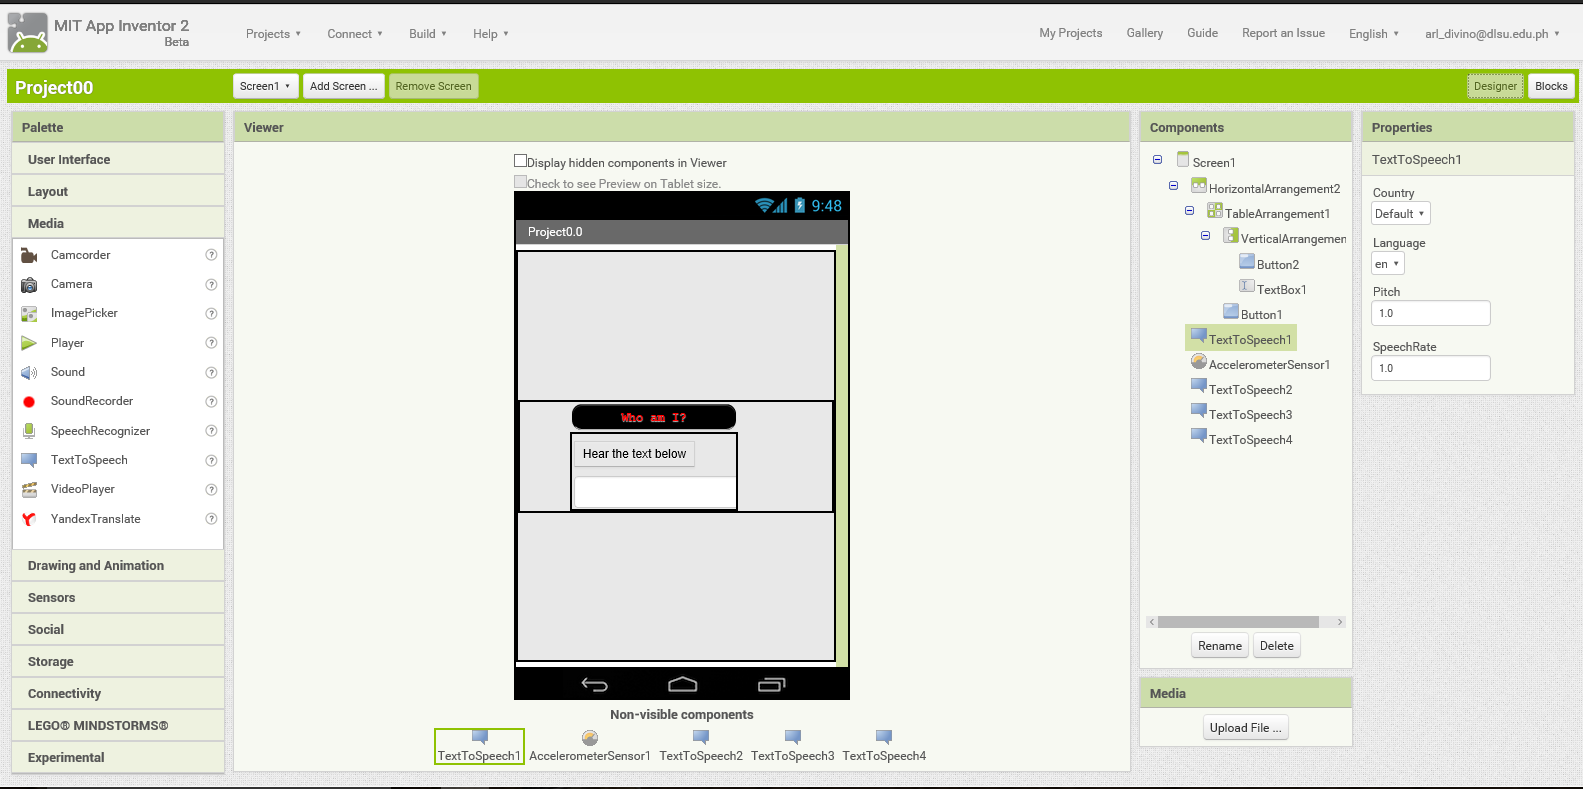 MIT App Inventor 2
Beta
Projects
Connect
Build
Help
My Projects
Gallery
Guide
Report an Issue
English
arl_divino@dlsu.edu.ph
Project00
Screen1
Add Screen ...
Remove Screen
Designer
Blocks
Palette
User Interface
Layout
Media
Camcorder ?
Camera ?
ImagePicker ?
Player ?
Sound ?
SoundRecorder ?
SpeechRecognizer ?
TextToSpeech ?
VideoPlayer ?
YandexTranslate ?
Drawing and Animation
Sensors
Social
Storage
Connectivity
LEGO® MINDSTORMS®
Experimental
Viewer
Display hidden components in Viewer
Check to see Preview on Tablet size.
9:48
Project0.0
Who am I?
Hear the text below
Non-visible components
TextToSpeech1
AccelerometerSensor1
TextToSpeech2
TextToSpeech3
TextToSpeech4
Components
Screen1
HorizontalArrangement2
TableArrangement1
VerticalArrangemen
Button2
TextBox1
Button1
TextToSpeech1
AccelerometerSensor1
TextToSpeech2
TextToSpeech3
TextToSpeech4
Rename
Delete
Media
Upload File ...
Properties
TextToSpeech1
Country
Default
Language
en
Pitch
1.0
SpeechRate
1.0